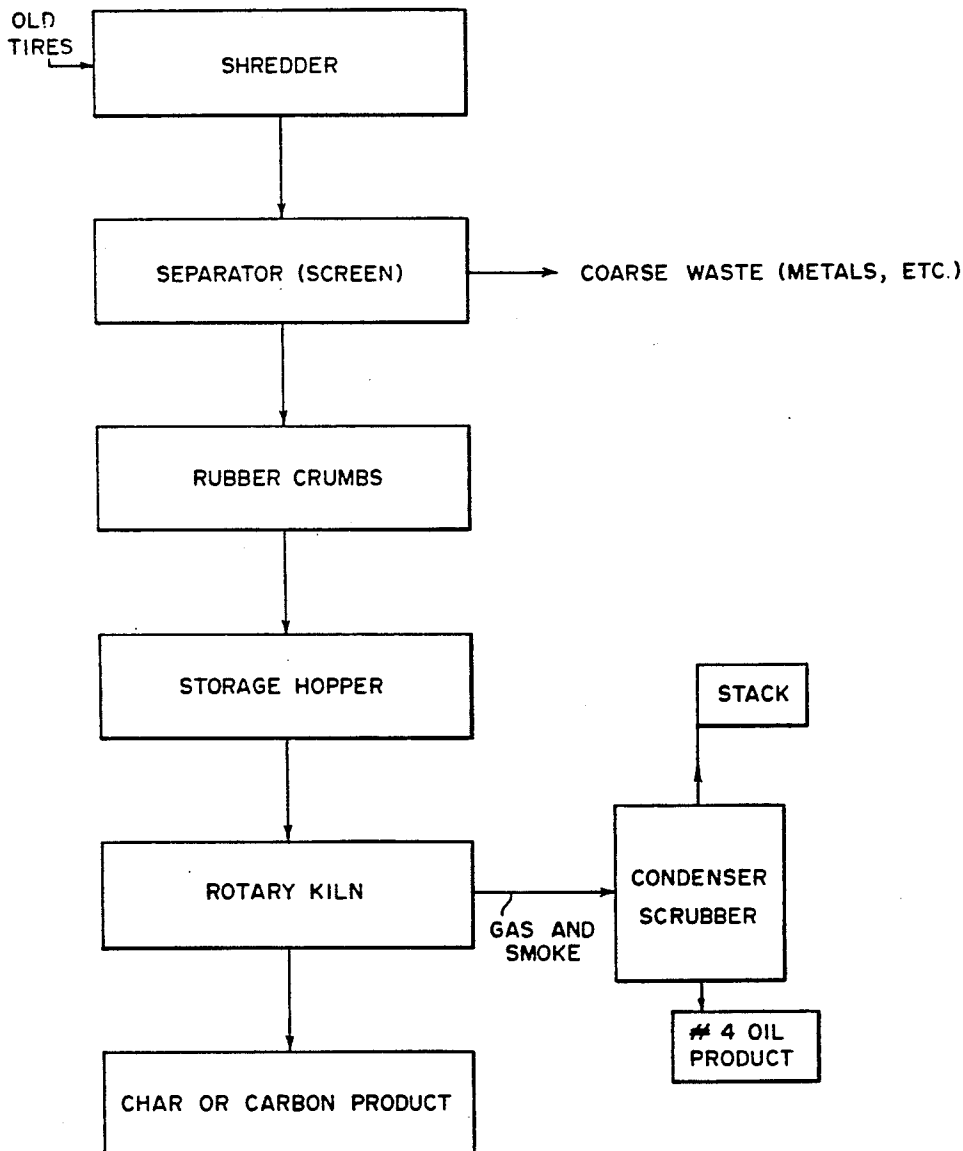 OLD
TIRES
SHREDDER
SEPARATOR (SCREEN)
COARSE WASTE (METALS, ETC.)
RUBBER CRUMBS
STORAGE HOPPER
STACK
ROTARY KILN
GAS AND
SMOKE
CONDENSER
SCRUBBER
# 4 OIL
PRODUCT
CHAR OR CARBON PRODUCT